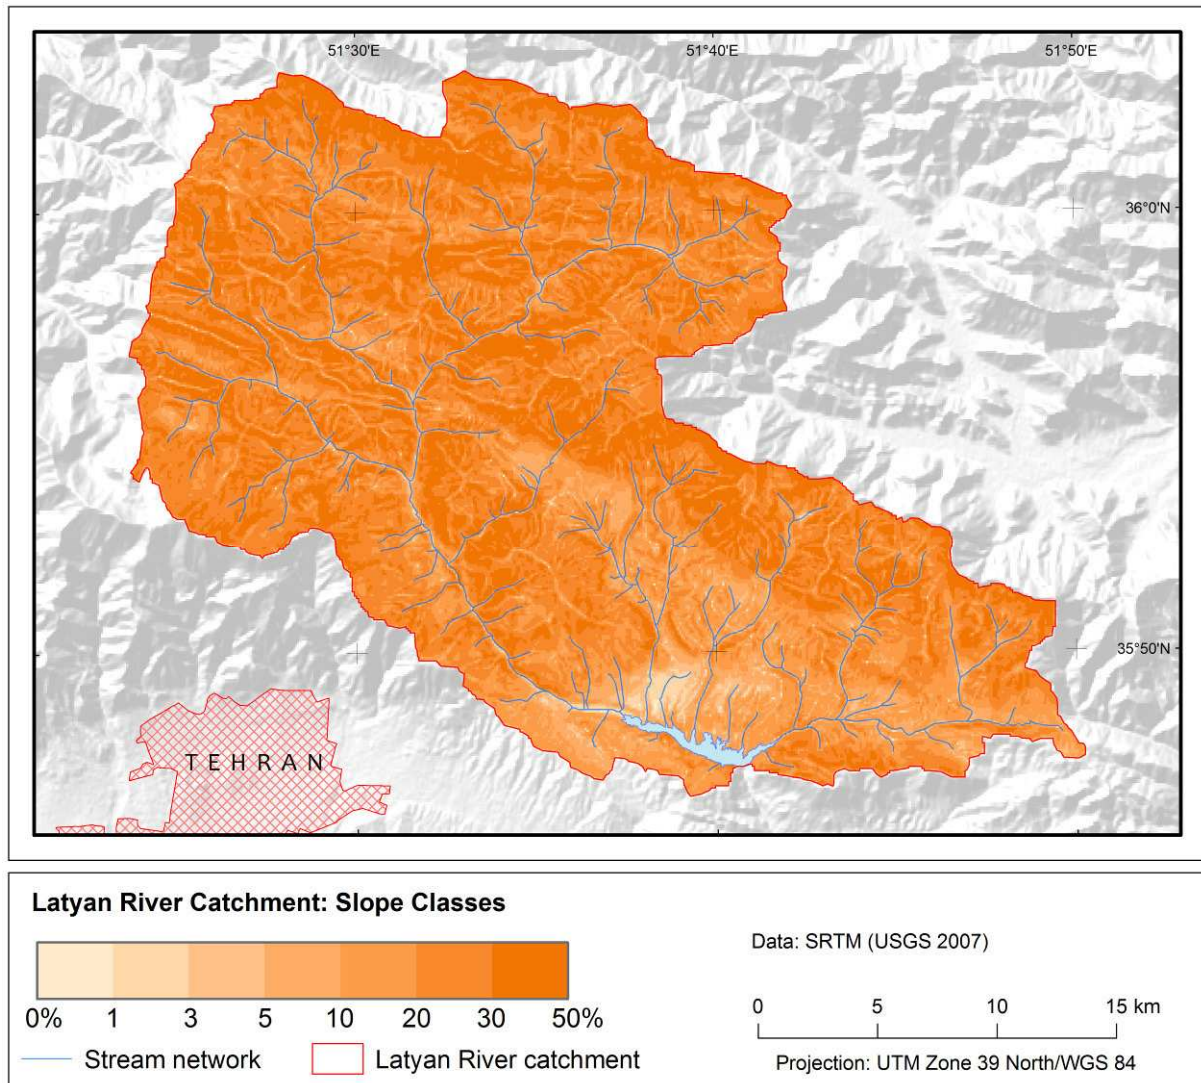 51°30'E 51°40'E 51°50'E
36°0'N
35°50'N
TEHRAN
Latyan River Catchment: Slope Classes
0% 1 3 5 10 20 30 50%
Stream network Latyan River catchment
Data: SRTM (USGS 2007)
0 5 10 15 km
Projection: UTM Zone 39 North/WGS 84